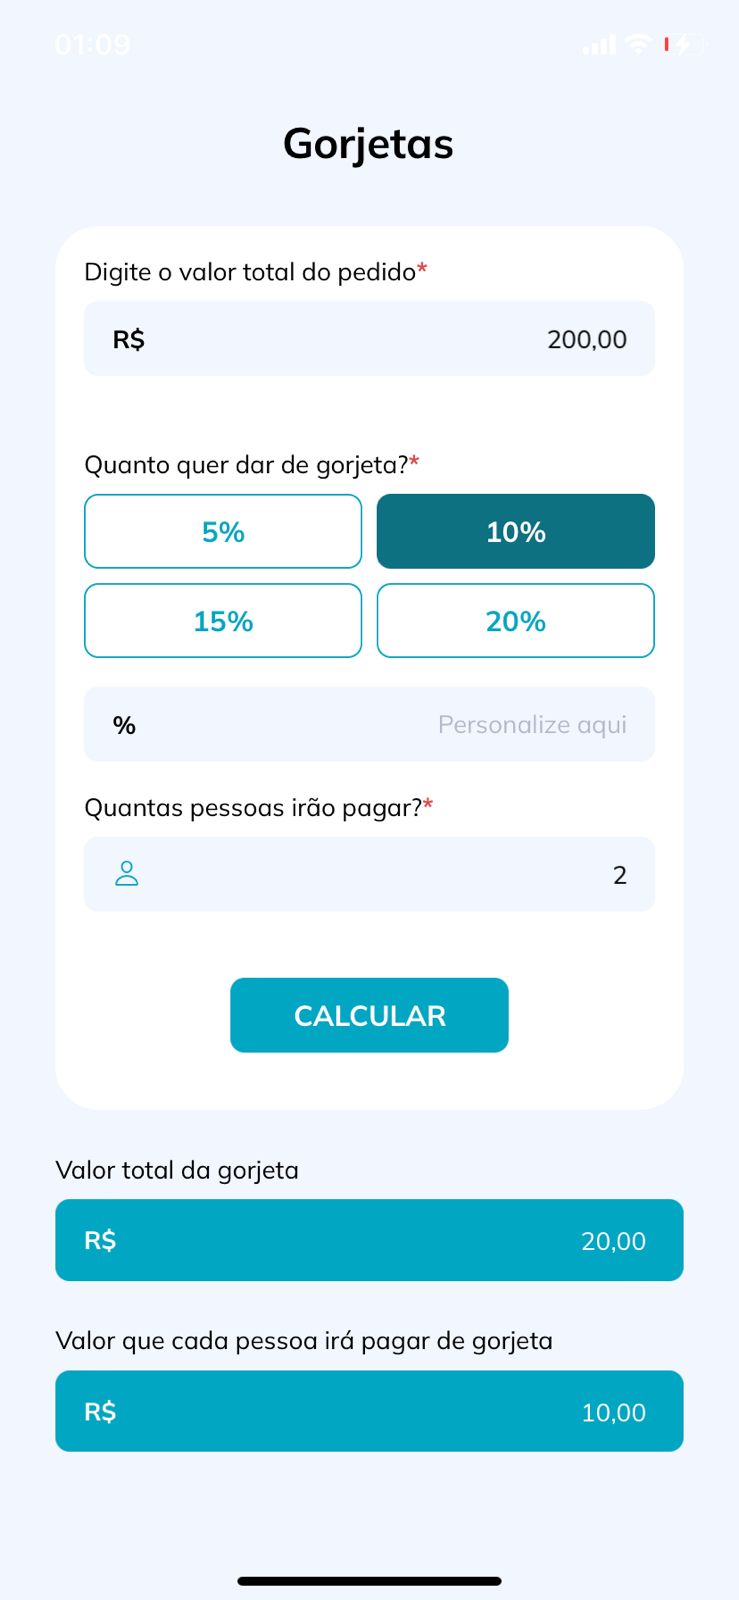 01:09
Gorjetas
Digite o valor total do pedido*
R$ 200,00
Quanto quer dar de gorjeta?*
5% 10%
15% 20%
% Personalize aqui
Quantas pessoas irão pagar?*
2
CALCULAR
Valor total da gorjeta
R$ 20,00
Valor que cada pessoa irá pagar de gorjeta
R$ 10,00